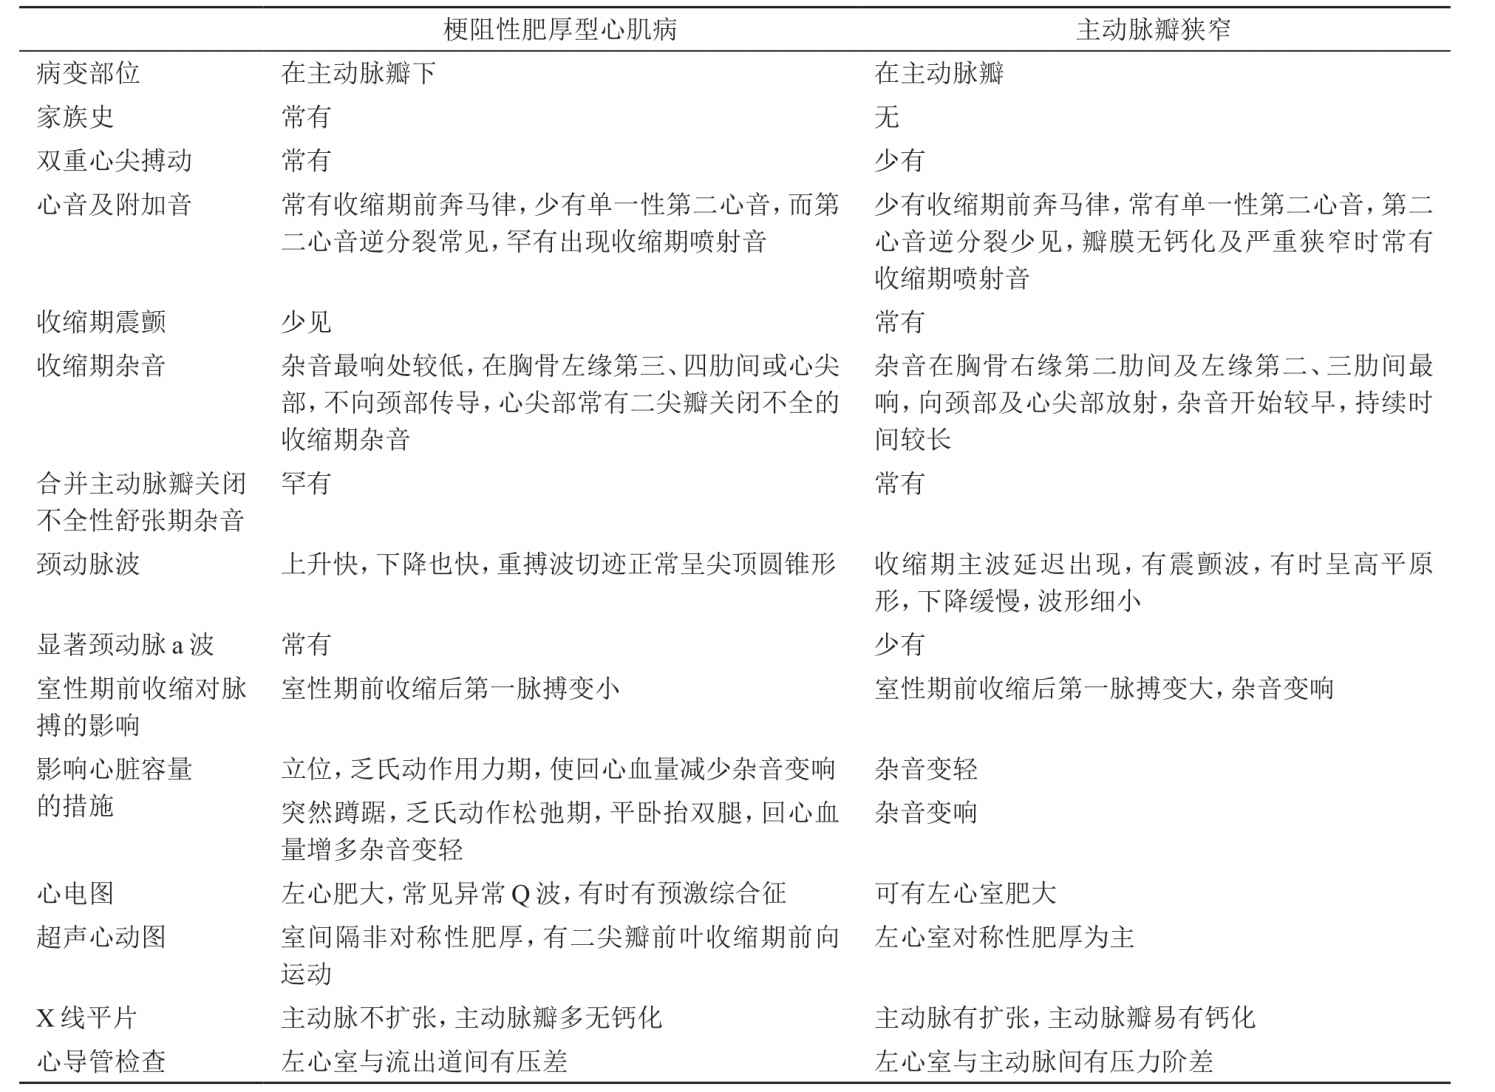 梗阻性肥厚型心肌病 主动脉瓣狭窄
病变部位 在主动脉瓣下 在主动脉瓣
家族史 常有 无
双重心尖搏动 常有 少有
心音及附加音 常有收缩期前奔马律,少有单一性第二心音,而第 少有收缩期前奔马律,常有单一性第二心音,第二
二心音逆分裂常见,罕有出现收缩期喷射音 心音逆分裂少见,瓣膜无钙化及严重狭窄时常有
收缩期喷射音
收缩期震颤 少见 常有
收缩期杂音 杂音最响处较低,在胸骨左缘第三、四肋间或心尖 杂音在胸骨右缘第二肋间及左缘第二、三肋间最
部,不向颈部传导,心尖部常有二尖瓣关闭不全的 响,向颈部及心尖部放射,杂音开始较早,持续时
收缩期杂音 间较长
合并主动脉瓣关闭 罕有 常有
不全性舒张期杂音
颈动脉波 上升快,下降也快,重搏波切迹正常呈尖顶圆锥形 收缩期主波延迟出现,有震颤波,有时呈高平原
形,下降缓慢,波形细小
显著颈动脉 a 波 常有 少有
室性期前收缩对脉 室性期前收缩后第一脉搏变小 室性期前收缩后第一脉搏变大,杂音变响
搏的影响
影响心脏容量 立位,乏氏动作用力期,使回心血量减少杂音变响 杂音变轻
的措施 突然蹲踞,乏氏动作松弛期,平卧抬双腿,回心血 杂音变响
量增多杂音变轻
心电图 左心肥大,常见异常 Q 波,有时有预激综合征 可有左心室肥大
超声心动图 室间隔非对称性肥厚,有二尖瓣前叶收缩期前向 左心室对称性肥厚为主
运动
X 线平片 主动脉不扩张,主动脉瓣多无钙化 主动脉有扩张,主动脉瓣易有钙化
心导管检查 左心室与流出道间有压差 左心室与主动脉间有压力阶差